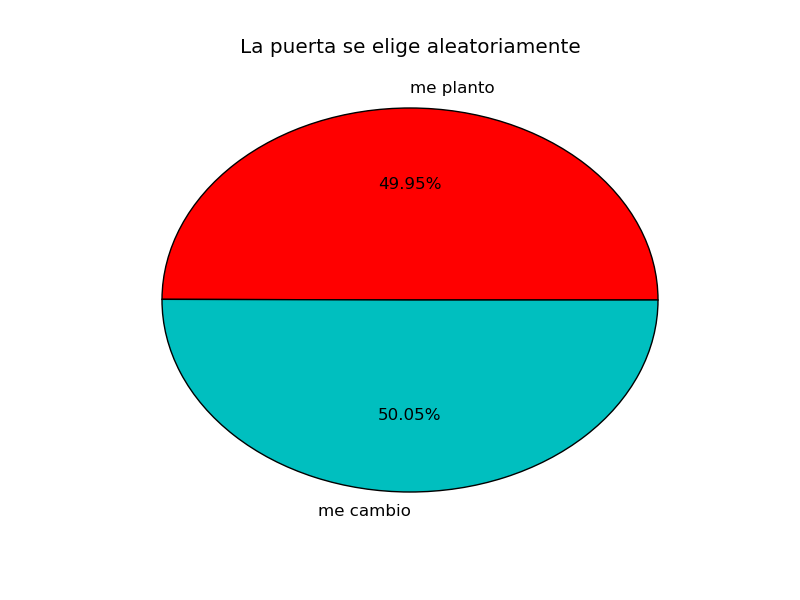 La puerta se elige aleatoriamente
me planto
49.95%
50.05%
me cambio